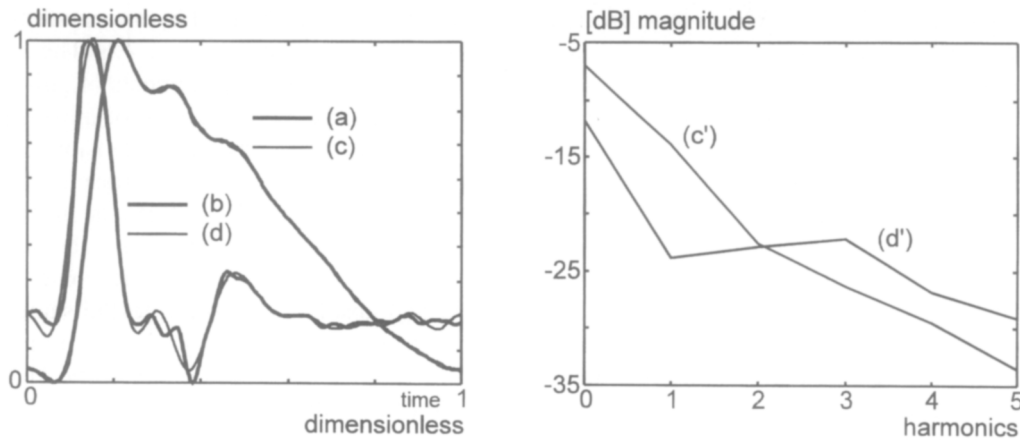 dimensionless
1
(a)
(c)
(b)
(d)
0
0
time
1
dimensionless
[dB] magnitude
-5
-15
-25
-35
(c')
(d')
0
1
2
3
4
5
harmonics